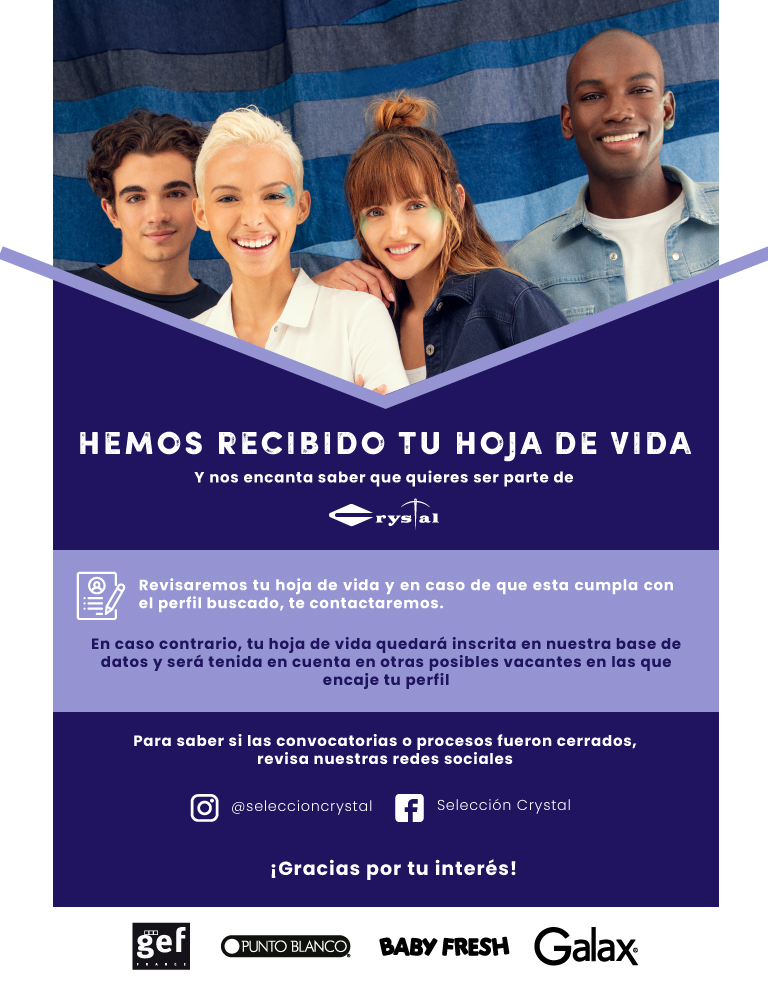 HEMOS RECIBIDO TU HOJA DE VIDA
Y nos encanta saber que quieres ser parte de
Crystal
Revisaremos tu hoja de vida y en caso de que esta cumpla con
el perfil buscado, te contactaremos.
En caso contrario, tu hoja de vida quedará inscrita en nuestra base de
datos y será tenida en cuenta en otras posibles vacantes en las que
encaje tu perfil
Para saber si las convocatorias o procesos fueron cerrados,
revisa nuestras redes sociales
@seleccioncrystal Selección Crystal
¡Gracias por tu interés!
gef PUNTO BLANCO BABY FRESH Galax
FRANCE